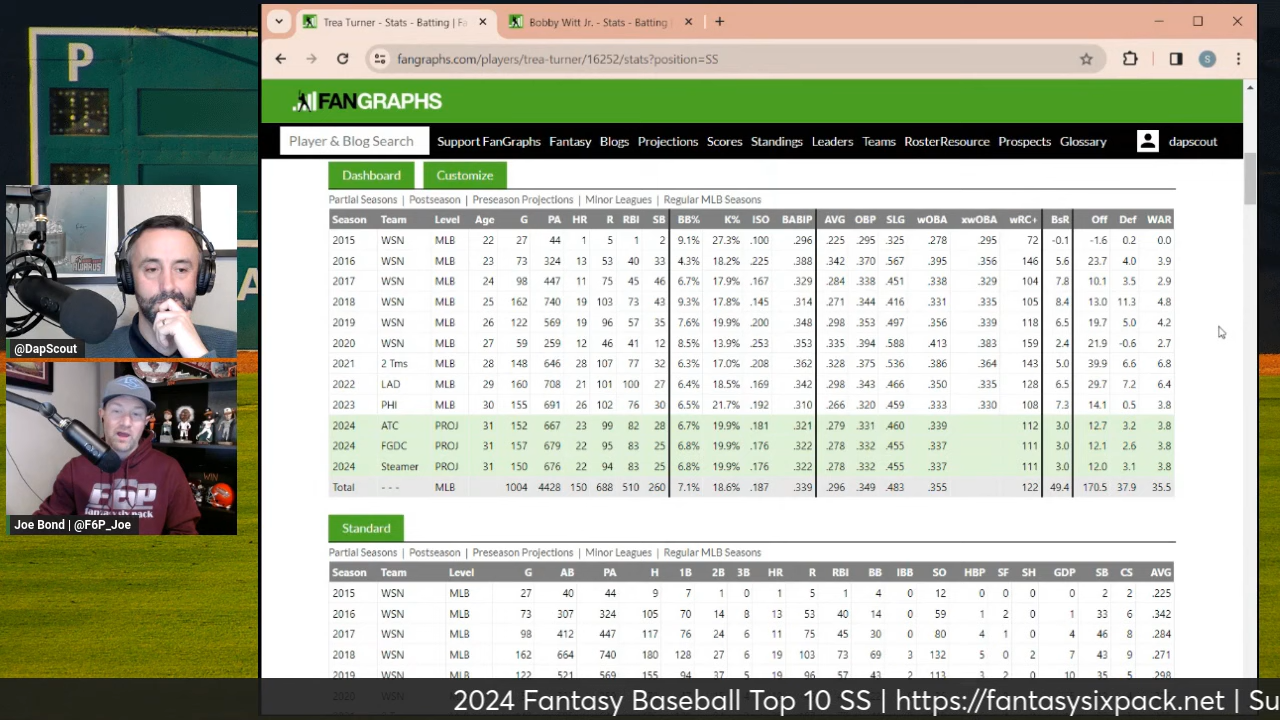 P
Trea Turner - Stats - Batting | Fa
Bobby Witt Jr. - Stats - Batting
fangraphs.com/players/trea-turner/16252/stats?position=SS
S
FANGRAPHS
Player & Blog Search Support FanGraphs Fantasy Blogs Projections Scores Standings Leaders Teams RosterResource Prospects Glossary dapscout
Dashboard Customize
Partial Seasons | Postseason | Preseason Projections | Minor Leagues | Regular MLB Seasons
Season Team Level Age G PA HR R RBI SB BB% K% ISO BABIP AVG OBP SLG wOBA xwOBA wRC+ BsR Off Def WAR
2015 WSN MLB 22 27 44 1 5 1 2 9.1% 27.3% .100 .296 .225 .295 .325 .278 .295 72 -0.1 -1.6 0.2 0.0
2016 WSN MLB 23 73 324 13 53 40 33 4.3% 18.2% .225 .388 .342 .370 .567 .395 .356 146 5.6 23.7 4.0 3.9
2017 WSN MLB 24 98 447 11 75 45 46 6.7% 17.9% .167 .329 .284 .338 .451 .338 .329 104 7.8 10.1 3.5 2.9
2018 WSN MLB 25 162 740 19 103 73 43 9.3% 17.8% .145 .314 .271 .344 .416 .331 .335 105 8.4 13.0 11.3 4.8
2019 WSN MLB 26 122 569 19 96 57 35 7.6% 19.9% .200 .348 .298 .353 .497 .356 .339 118 6.5 19.7 5.0 4.2
2020 WSN MLB 27 59 259 12 46 41 12 8.5% 13.9% .253 .353 .335 .394 .588 .413 .383 159 2.4 21.9 -0.6 2.7
2021 2 Tms MLB 28 148 646 28 107 77 32 6.3% 17.0% .208 .362 .328 .375 .536 .386 .364 143 5.0 39.9 6.6 6.8
2022 LAD MLB 29 160 708 21 101 100 27 6.4% 18.5% .169 .342 .298 .343 .466 .350 .335 128 6.5 29.7 7.2 6.4
2023 PHI MLB 30 155 691 26 102 76 30 6.5% 21.7% .192 .310 .266 .320 .459 .333 .330 108 7.3 14.1 0.5 3.8
2024 ATC PROJ 31 152 667 23 99 82 28 6.7% 19.9% .181 .321 .279 .331 .460 .339 112 3.0 12.7 3.2 3.8
2024 FGDC PROJ 31 157 679 22 95 83 25 6.8% 19.9% .176 .322 .278 .332 .455 .337 111 3.0 12.1 2.6 3.8
2024 Steamer PROJ 31 150 676 22 94 83 25 6.8% 19.9% .176 .322 .278 .332 .455 .337 111 3.0 12.0 3.1 3.8
Total - - - MLB 1004 4428 150 688 510 260 7.1% 18.6% .187 .339 .296 .349 .483 .355 122 49.4 170.5 37.9 35.5
Standard
Partial Seasons | Postseason | Preseason Projections | Minor Leagues | Regular MLB Seasons
Season Team Level G AB PA H 1B 2B 3B HR R RBI BB IBB SO HBP SF SH GDP SB CS AVG
2015 WSN MLB 27 40 44 9 7 1 0 1 5 1 4 0 12 0 0 0 0 2 2 .225
2016 WSN MLB 73 307 324 105 70 14 8 13 53 40 14 0 59 1 2 0 1 33 6 .342
2017 WSN MLB 98 412 447 117 76 24 6 11 75 45 30 0 80 4 1 0 4 46 8 .284
2018 WSN MLB 162 664 740 180 128 27 6 19 103 73 69 3 132 5 0 2 7 43 9 .271
2019 WSN MLB 122 521 569 155 94 37 5 19 96 57 43 2 113 3 2 0 10 35 5 .298
@DapScout
Joe Bond | @F6P_Joe
F6P
Fantasy Six Pack
2024 Fantasy Baseball Top 10 SS | https://fantasysixpack.net | Su